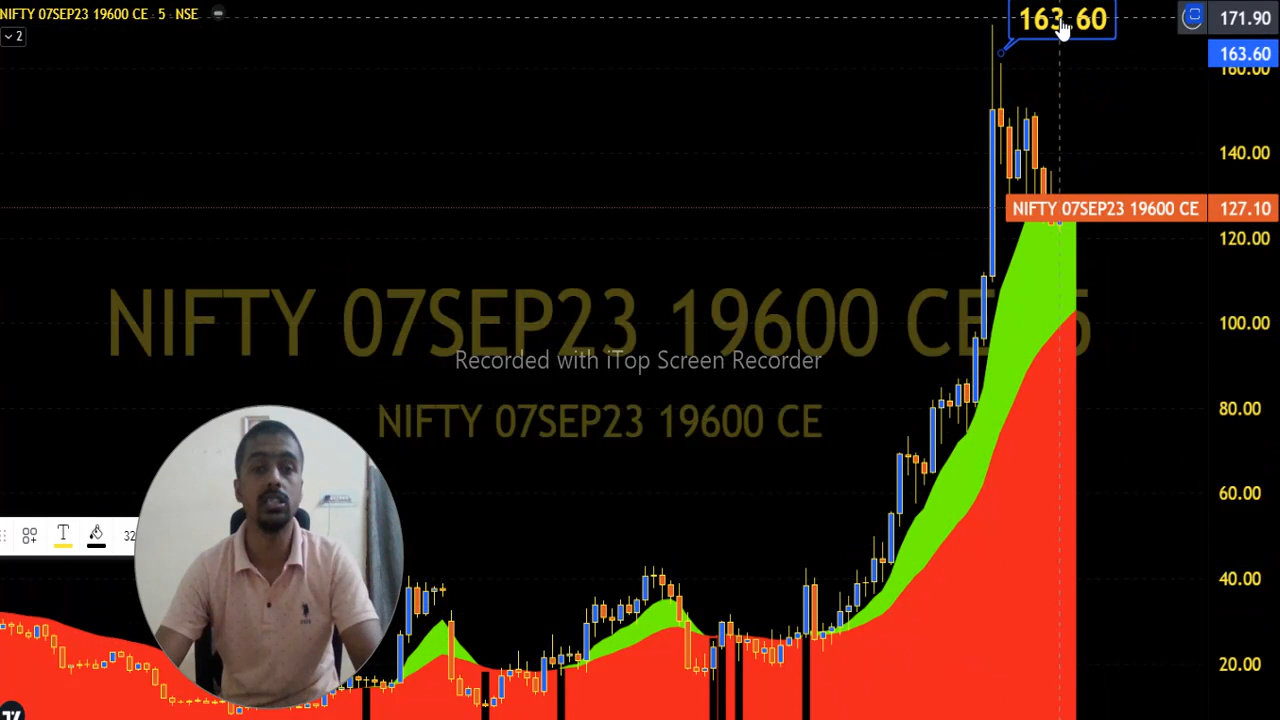 NIFTY 07SEP23 19600 CE · 5 · NSE
2
163.60
171.90
163.60
160.00
140.00
NIFTY 07SEP23 19600 CE 127.10
120.00
NIFTY 07SEP23 19600 CE 5
100.00
Recorded with iTop Screen Recorder
80.00
NIFTY 07SEP23 19600 CE
60.00
T
32
40.00
20.00